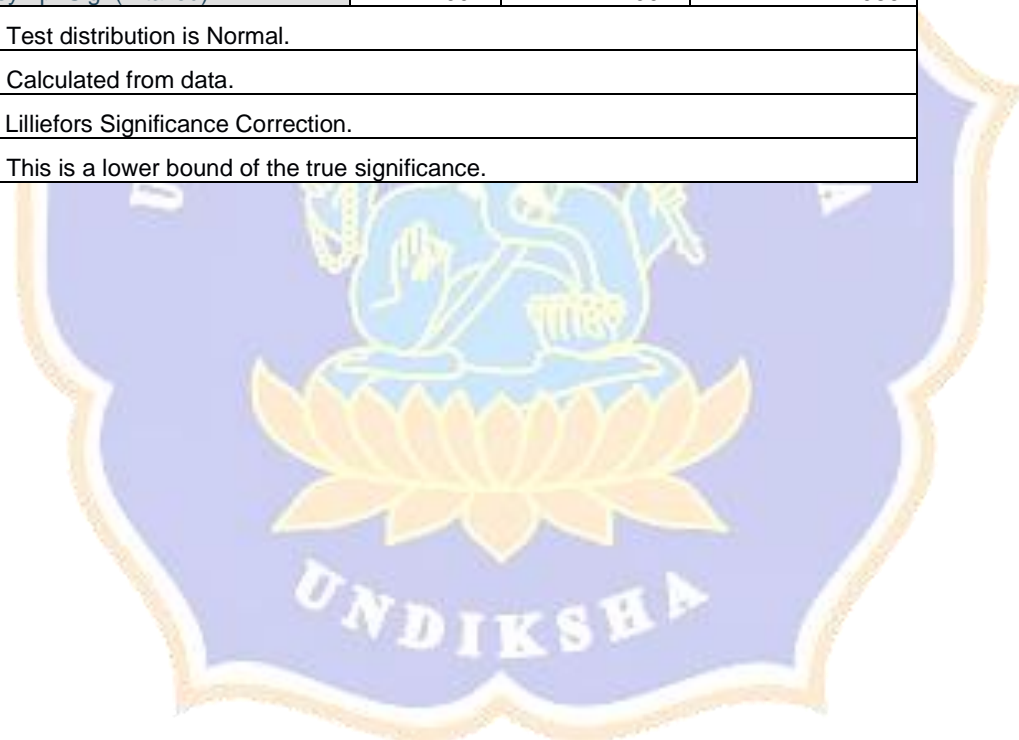 Test distribution is Normal.
Calculated from data.
Lilliefors Significance Correction.
This is a lower bound of the true significance.
UNDIKSHA